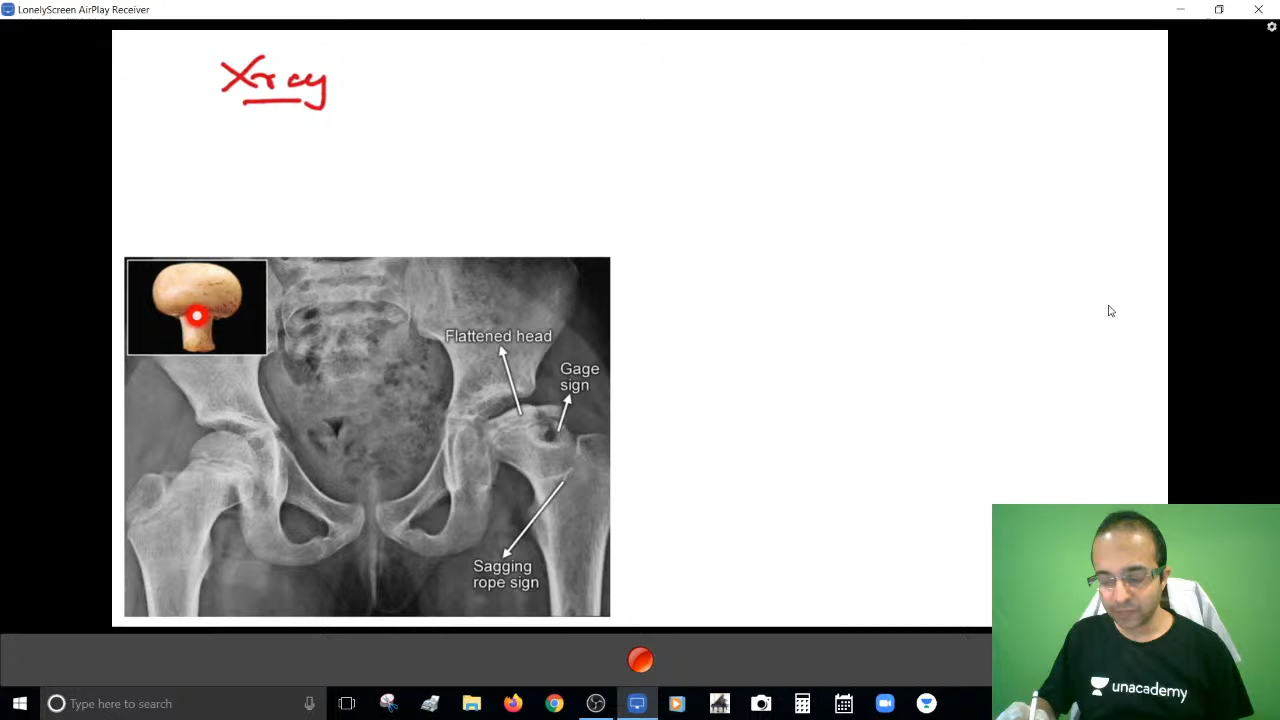 LonelyScreen AirPlay Receiver
Xray
Flattened head
Gage
sign
Sagging
rope sign
unacademy
Type here to search